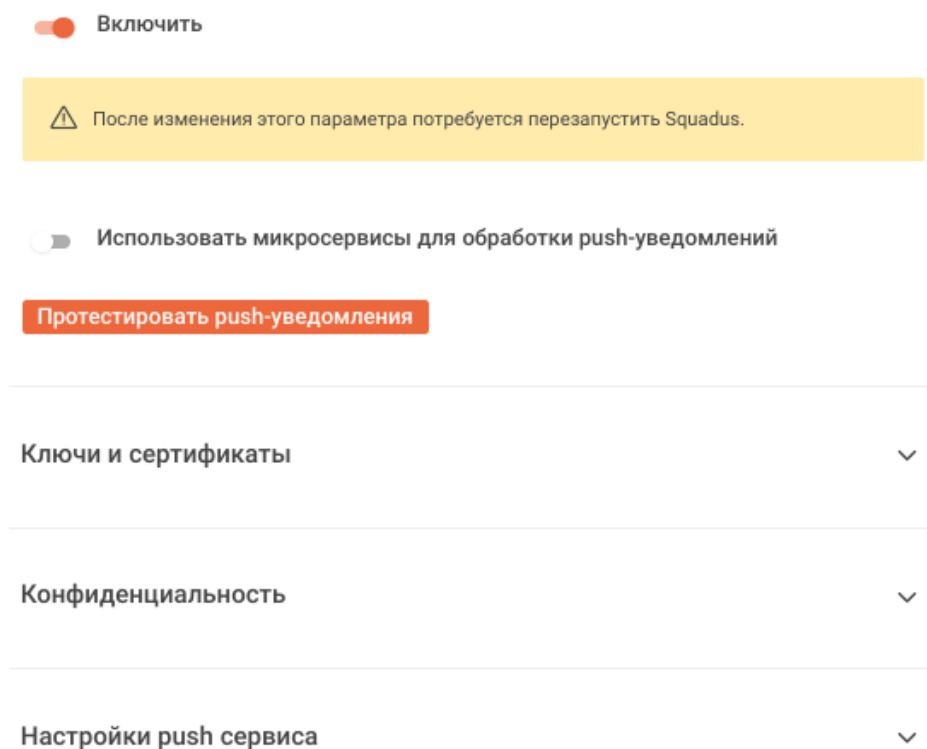 Включить
После изменения этого параметра потребуется перезапустить Squadus.
Использовать микросервисы для обработки push-уведомлений
Протестировать push-уведомления
Ключи и сертификаты
Конфиденциальность
Настройки push сервиса